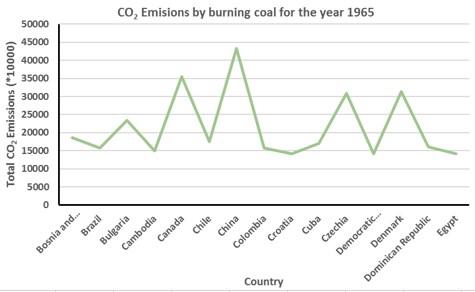 CO₂ Emisions by burning coal for the year 1965
Total CO₂ Emissions (*10000)
50000
45000
40000
35000
30000
25000
20000
15000
10000
5000
0
Bosnia and...
Brazil
Bulgaria
Cambodia
Canada
Chile
China
Colombia
Croatia
Cuba
Czechia
Democratic...
Denmark
Dominican Republic
Egypt
Country